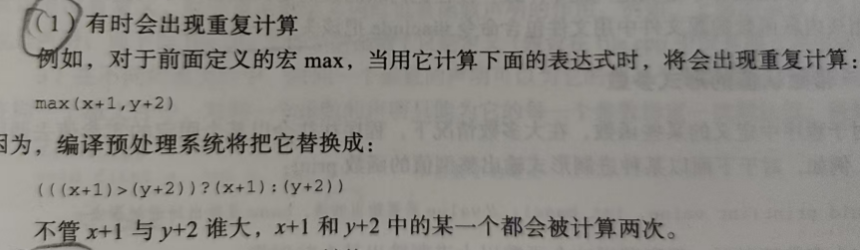 （1）有时会出现重复计算
例如，对于前面定义的宏 max，当用它计算下面的表达式时，将会出现重复计算：
max(x+1,y+2)
因为，编译预处理系统将把它替换成：
(((x+1)>(y+2))?(x+1):(y+2))
不管 x+1 与 y+2 谁大，x+1 和 y+2 中的某一个都会被计算两次。